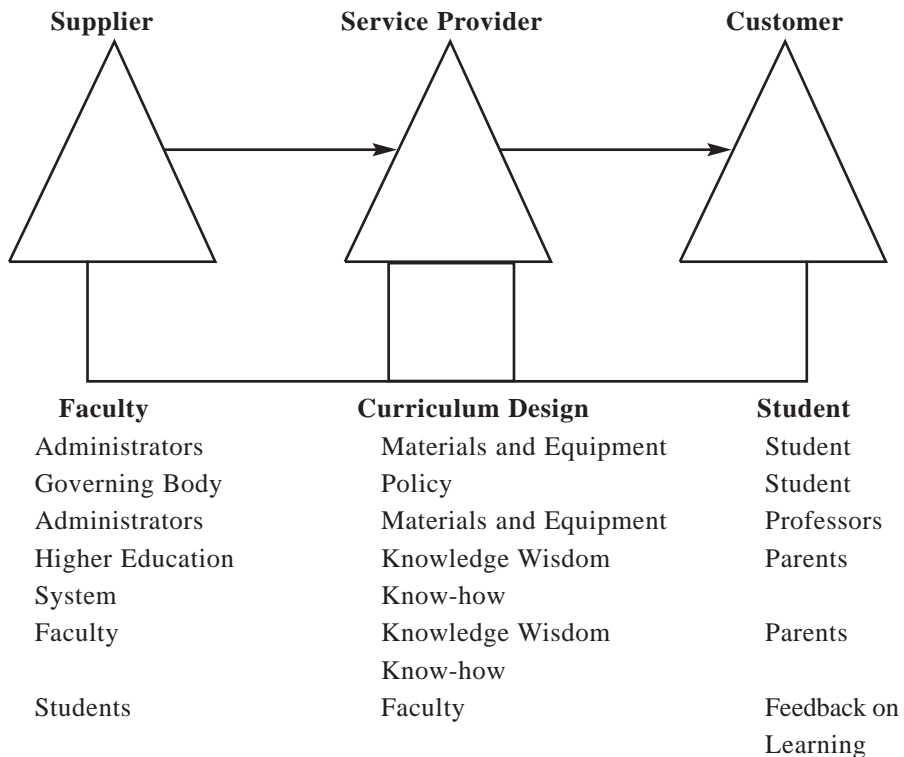 Supplier Service Provider Customer
Faculty Curriculum Design Student
Administrators Materials and Equipment Student
Governing Body Policy Student
Administrators Materials and Equipment Professors
Higher Education Knowledge Wisdom Parents
System Know-how
Faculty Knowledge Wisdom Parents
Know-how
Students Faculty Feedback on
Learning